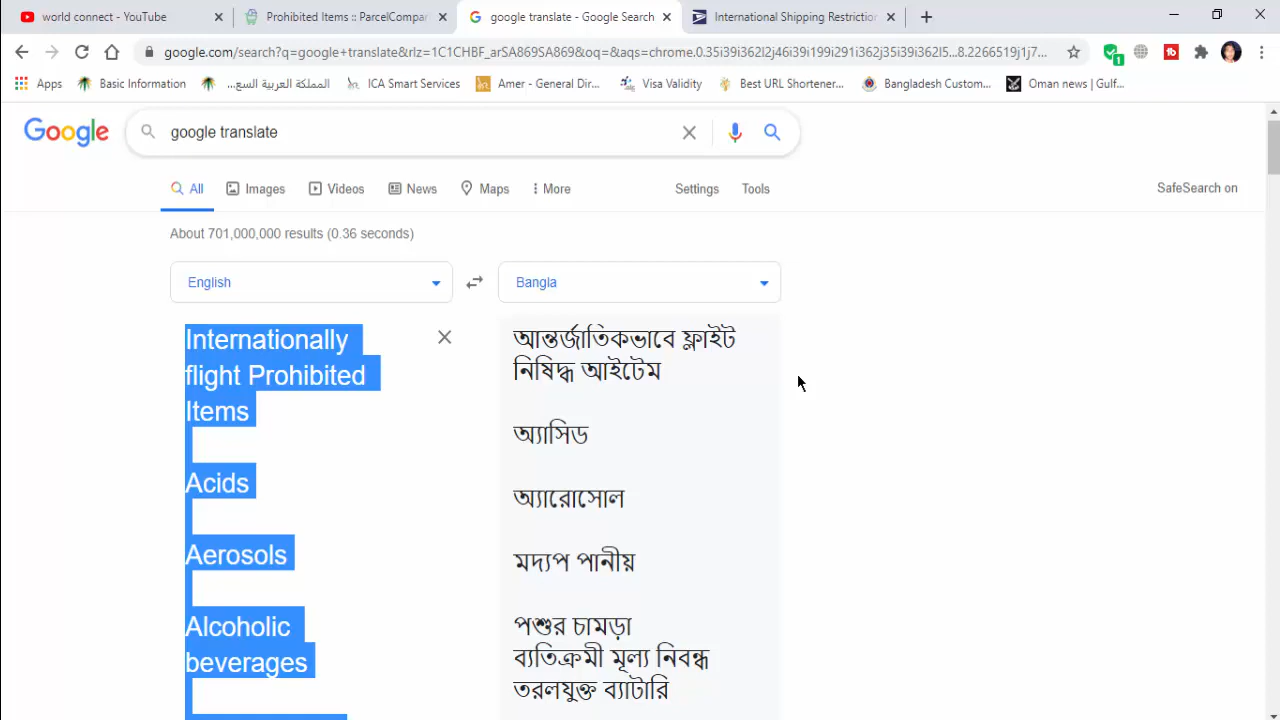 world connect - YouTube
Prohibited Items :: ParcelCompar
google translate - Google Search
International Shipping Restriction
google.com/search?q=google+translate&rlz=1C1CHBF_arSA869SA869&oq=&aqs=chrome.0.35i39i362l2j46i39i199i291i362j35i39i362l5...8.2266519j1j7...
1
Apps
Basic Information
المملكة العربية السع...
ICA Smart Services
Amer - General Dir...
Visa Validity
Best URL Shortener...
Bangladesh Custom...
Oman news | Gulf...
Google
google translate
All
Images
Videos
News
Maps
More
Settings
Tools
SafeSearch on
About 701,000,000 results (0.36 seconds)
English
Bangla
Internationally
flight Prohibited
Items
Acids
Aerosols
Alcoholic
beverages
আন্তর্জাতিকভাবে ফ্লাইট
নিষিদ্ধ আইটেম
অ্যাসিড
অ্যারোসোল
মদ্যপ পানীয়
পশুর চামড়া
ব্যতিক্রমী মূল্য নিবন্ধ
তরলযুক্ত ব্যাটারি